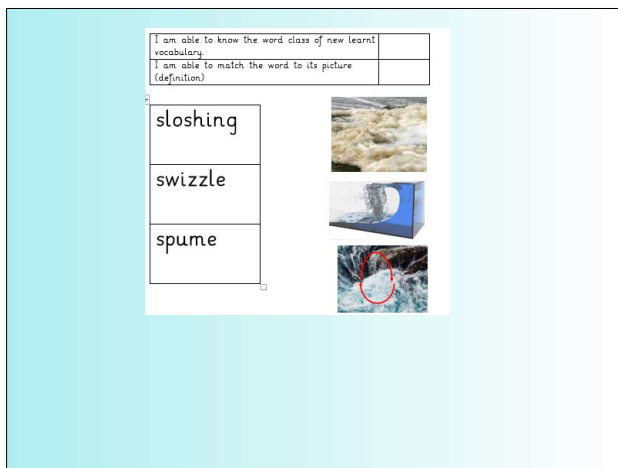 I am able to know the word class of new learnt
vocabulary.
I am able to match the word to its picture
(definition)
sloshing
swizzle
spume